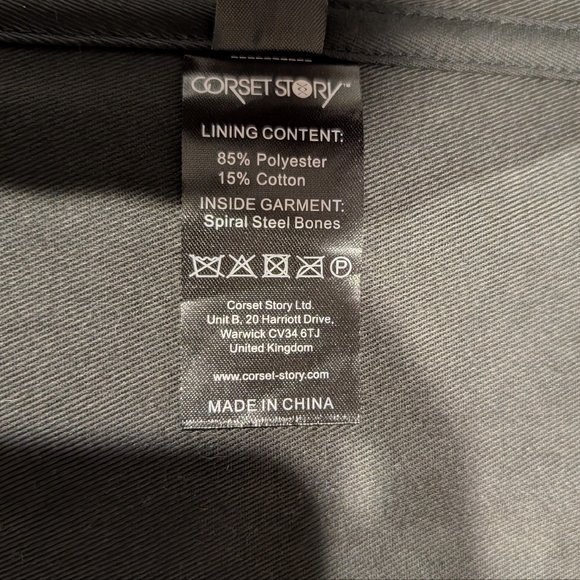 CORSET STORY™
LINING CONTENT:
85% Polyester
15% Cotton
INSIDE GARMENT:
Spiral Steel Bones
P
Corset Story Ltd.
Unit B, 20 Harriott Drive,
Warwick CV34 6TJ
United Kingdom
www.corset-story.com
MADE IN CHINA